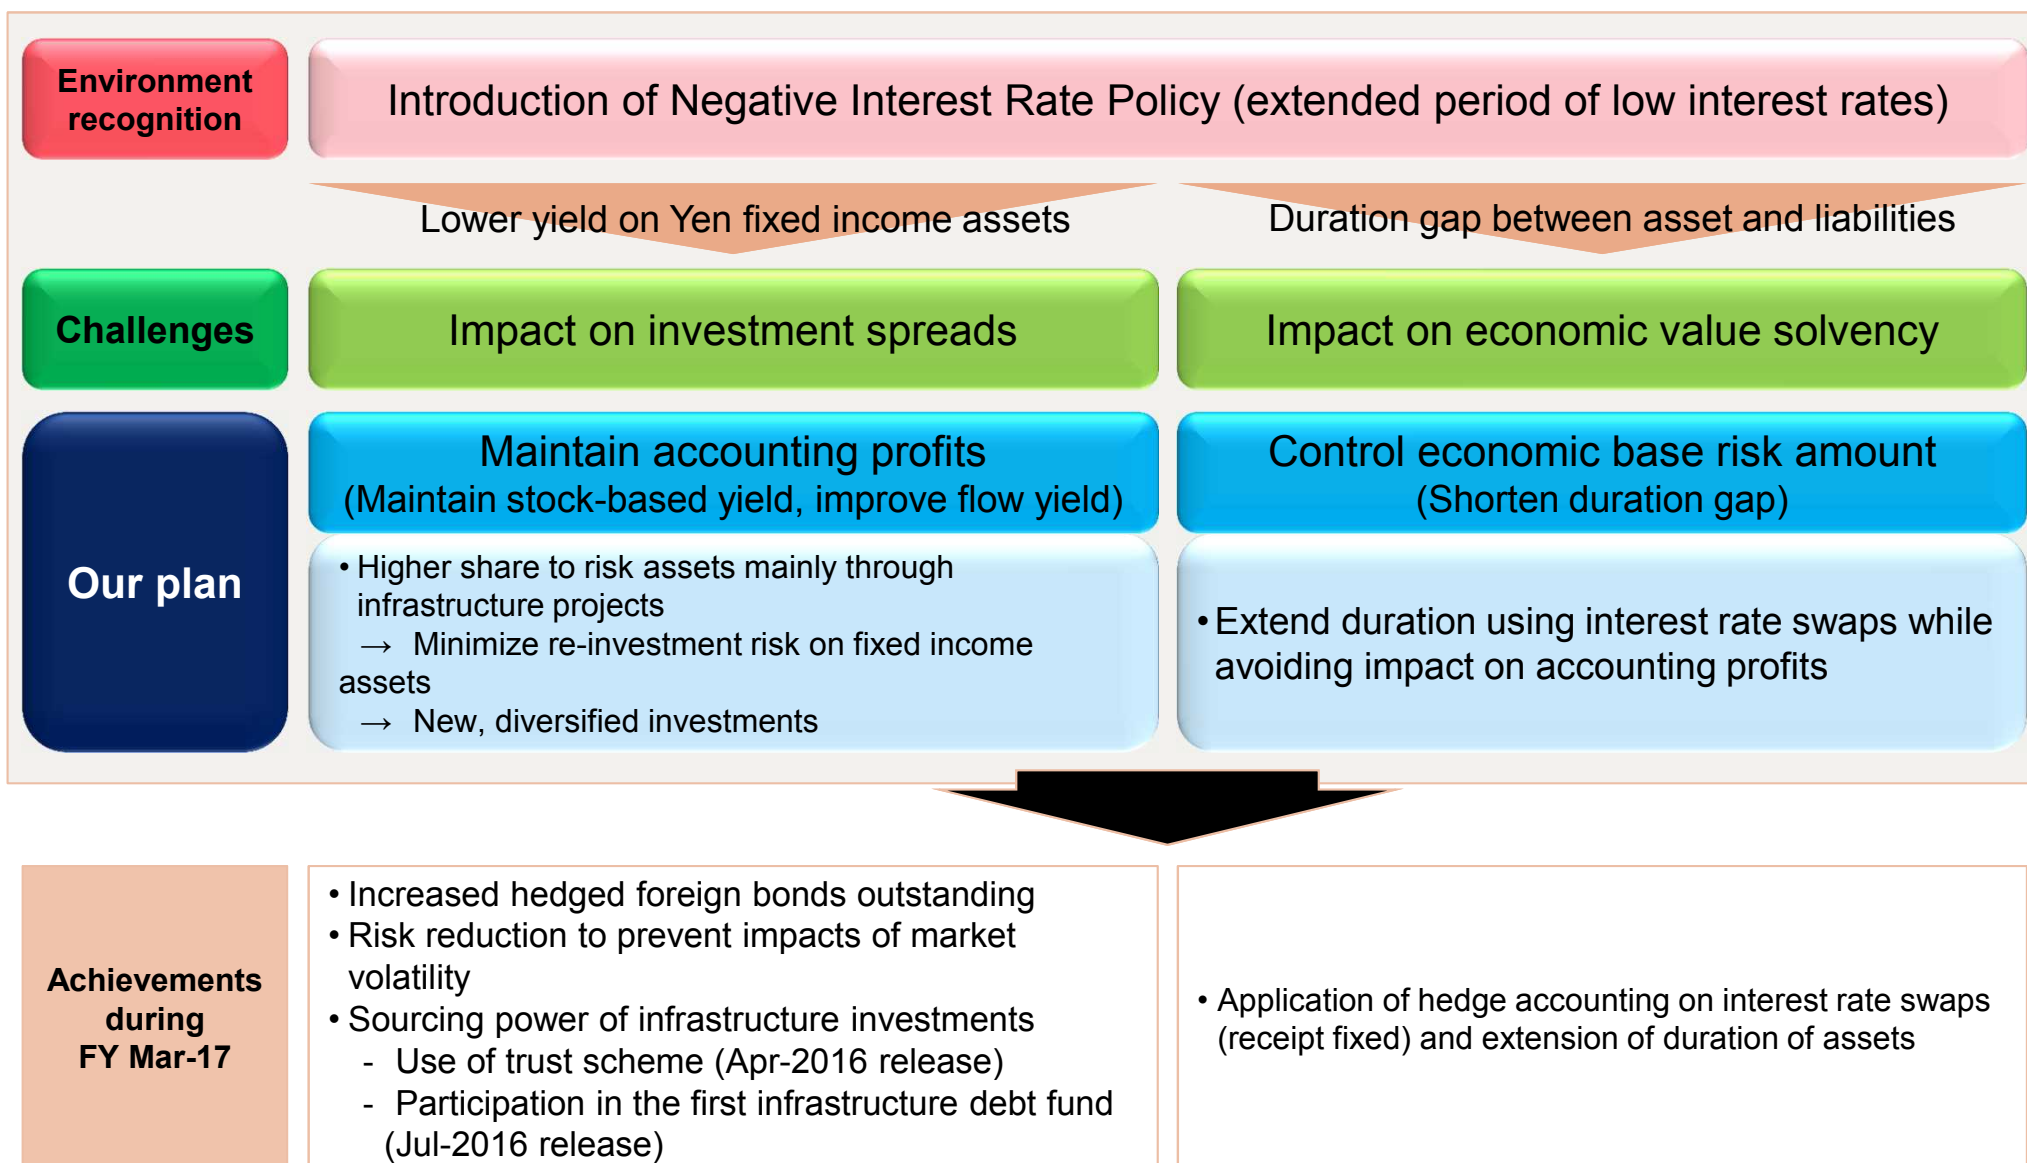 Environment
recognition
Introduction of Negative Interest Rate Policy (extended period of low interest rates)
Lower yield on Yen fixed income assets
Duration gap between asset and liabilities
Challenges
Impact on investment spreads
Impact on economic value solvency
Our plan
Maintain accounting profits
(Maintain stock-based yield, improve flow yield)
• Higher share to risk assets mainly through
infrastructure projects
→ Minimize re-investment risk on fixed income
assets
→ New, diversified investments
Control economic base risk amount
(Shorten duration gap)
• Extend duration using interest rate swaps while
avoiding impact on accounting profits
Achievements
during
FY Mar-17
• Increased hedged foreign bonds outstanding
• Risk reduction to prevent impacts of market
volatility
• Sourcing power of infrastructure investments
- Use of trust scheme (Apr-2016 release)
- Participation in the first infrastructure debt fund
(Jul-2016 release)
• Application of hedge accounting on interest rate swaps
(receipt fixed) and extension of duration of assets